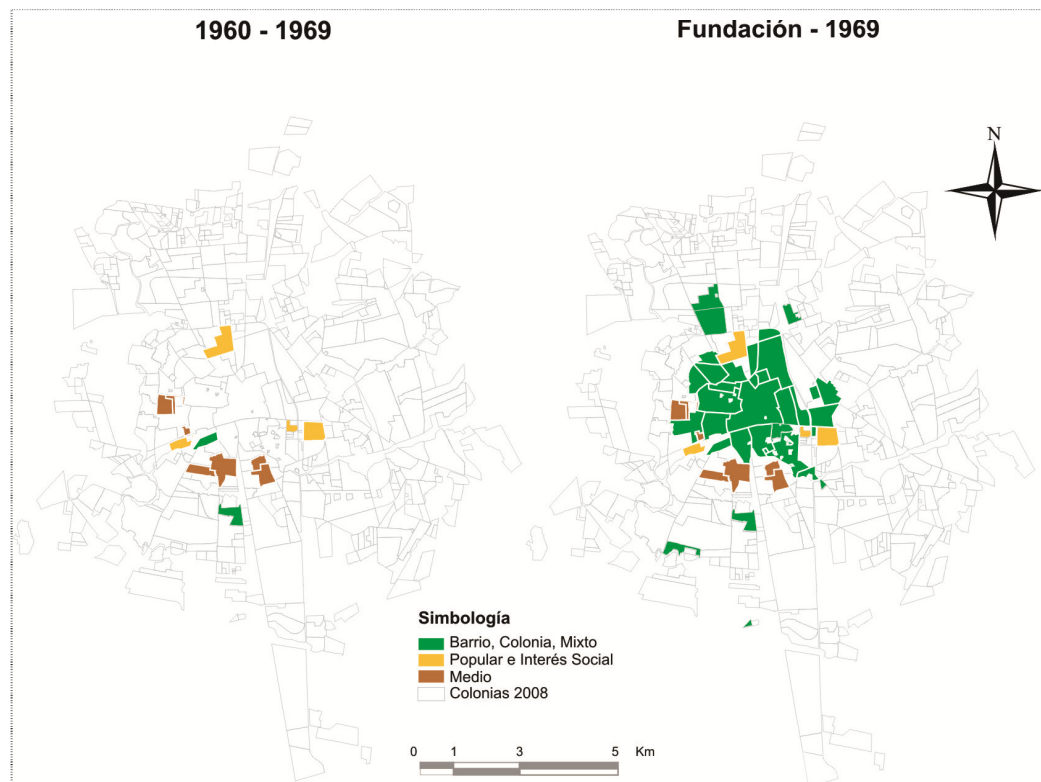 1960 - 1969
Fundación - 1969
N
Simbología
Barrio, Colonia, Mixto
Popular e Interés Social
Medio
Colonias 2008
0 1 3 5 Km